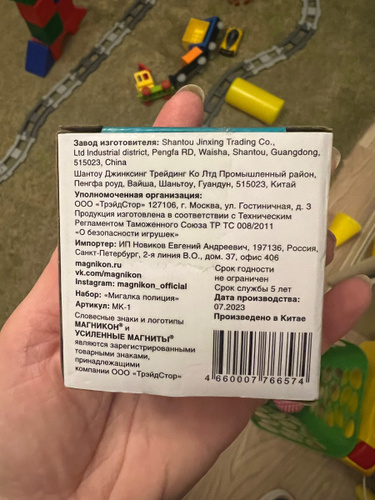 Завод изготовителя: Shantou Jinxing Trading Co.,
Ltd Industrial district, Pengfa RD, Waisha, Shantou, Guangdong,
515023, China
Шантоу Джинксинг Трейдинг Ко Лтд Промышленный район,
Пенгфа роуд, Вайша, Шаньтоу, Гуандун, 515023, Китай
Уполномоченная организация:
ООО «ТрэйдСтор» 127106, г. Москва, ул. Гостиничная, д. 3
Продукция изготовлена в соответствии с Техническим
Регламентом Таможенного Союза ТР ТС 008/2011
«О безопасности игрушек»
Импортер: ИП Новиков Евгений Андреевич, 197136, Россия,
Санкт-Петербург, 2-я линия В.О., дом. 37, офис 406
magnikon.ru
vk.com/magnikon
Instagram: magnikon_official
Набор: «Мигалка полиция»
Артикул: МК-1
Словесные знаки и логотипы
МАГНИКОН® и
УСИЛЕННЫЕ МАГНИТЫ®
являются зарегистрированными
товарными знаками,
принадлежащими
компании ООО «ТрэйдСтор»
Срок годности
не ограничен
Срок службы 5 лет
Дата производства:
07.2023
Произведено в Китае
4 660007 766574